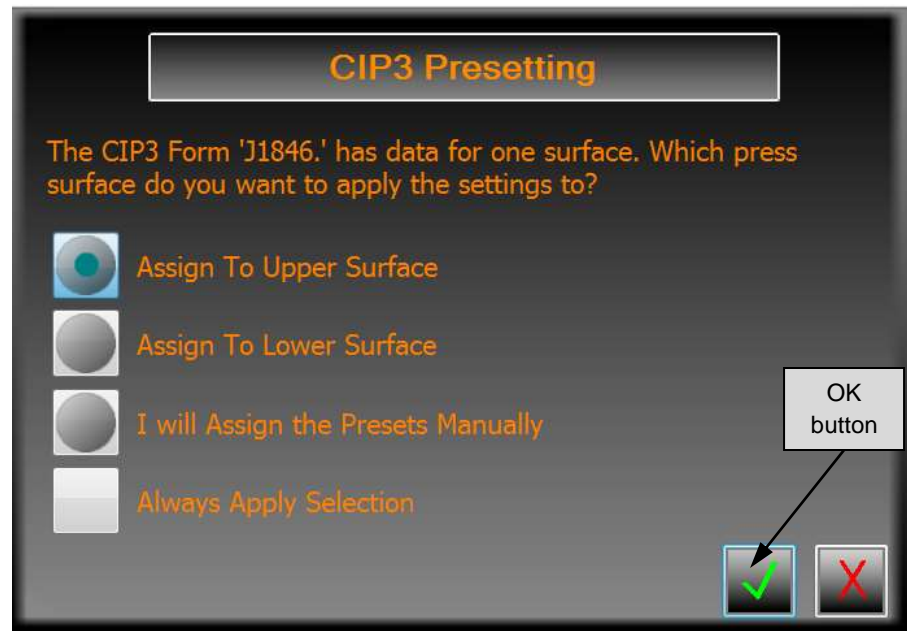 CIP3 Presetting
The CIP3 Form 'J1846.' has data for one surface. Which press
surface do you want to apply the settings to?
Assign To Upper Surface
Assign To Lower Surface
I will Assign the Presets Manually
OK
button
Always Apply Selection
X